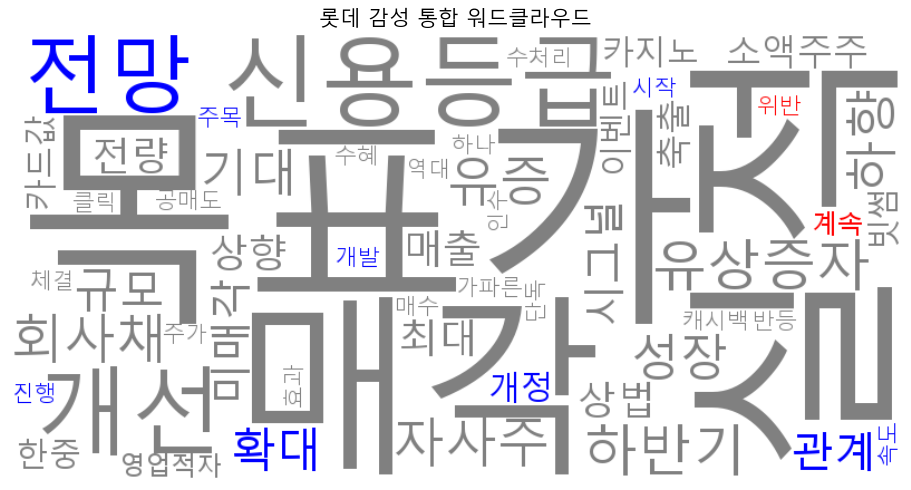 롯데 감성 통합 워드클라우드
전망
신용등급
수처리
카지노
소액주주
주목
시작
위반
목표가
실적
하향
카드값
전량
기대
수혜
하나
역대
유증
이벤트
축출
클릭
공매도
인수
시그널
계속
빗썸
상향
개발
매출
유상증자
체결
규모
미매각
매수
가파른
단독
캐시백
반등
회사채
주가
최대
성장
매각
진행
개선
효과
개정
상법
확대
자사주
하반기
관계
속도
한중
영업적자